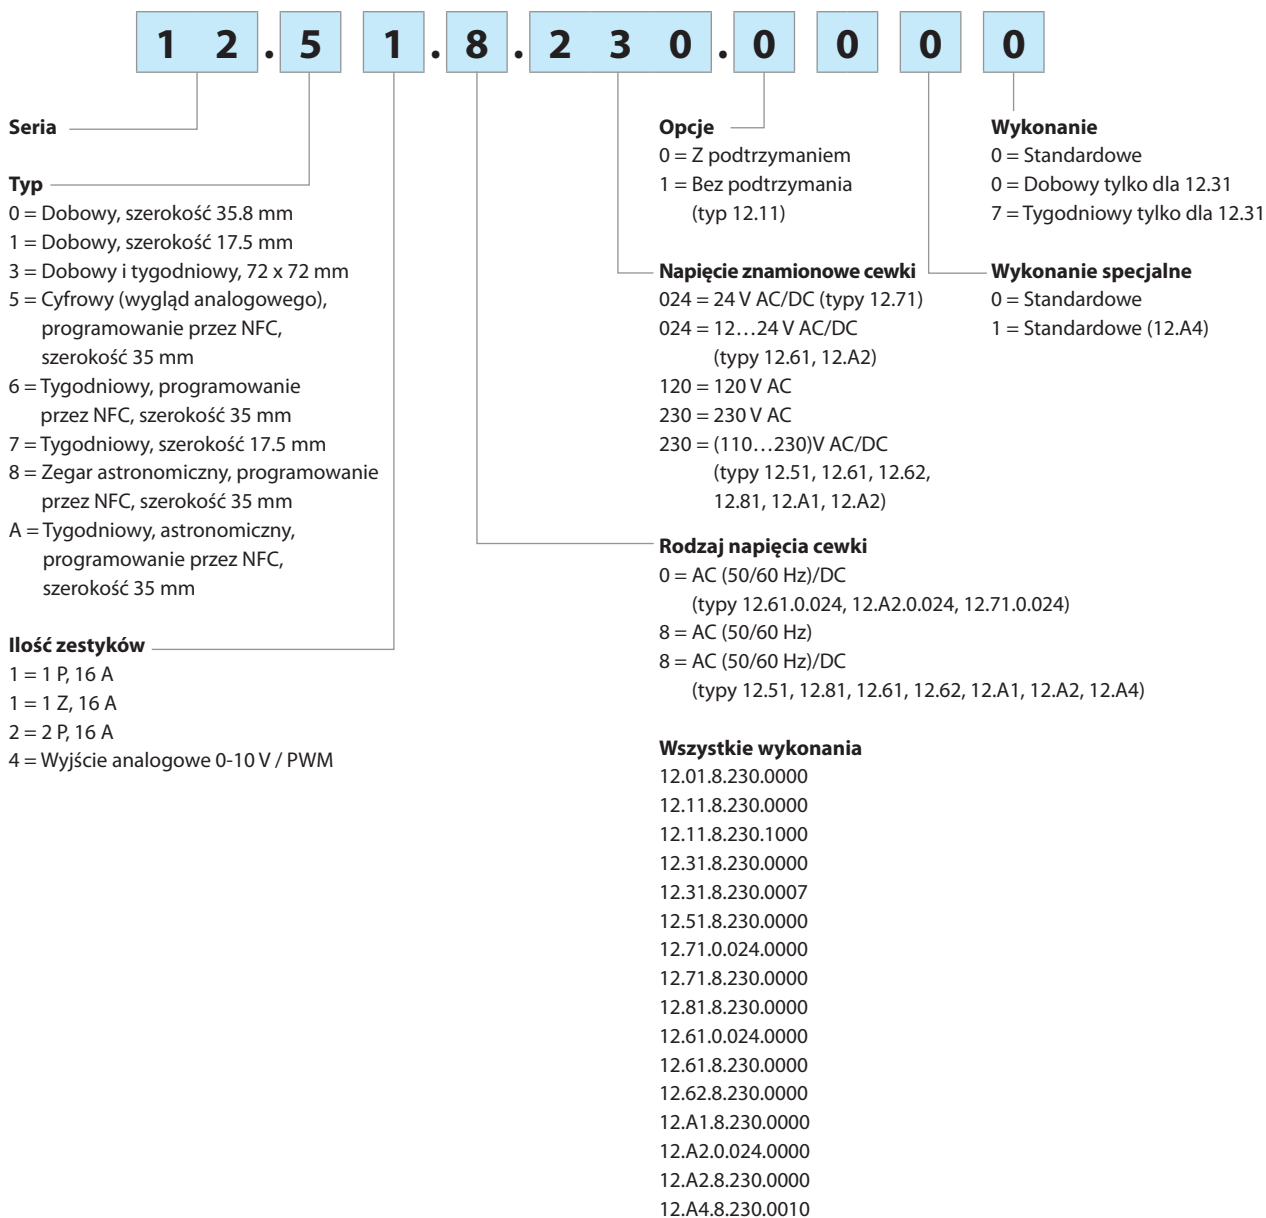 1 2 . 5 1 . 8 . 2 3 0 . 0 0 0 0
Seria
Typ
0 = Dobowy, szerokość 35.8 mm
1 = Dobowy, szerokość 17.5 mm
3 = Dobowy i tygodniowy, 72 x 72 mm
5 = Cyfrowy (wygląd analogowego),
programowanie przez NFC,
szerokość 35 mm
6 = Tygodniowy, programowanie
przez NFC, szerokość 35 mm
7 = Tygodniowy, szerokość 17.5 mm
8 = Zegar astronomiczny, programowanie
przez NFC, szerokość 35 mm
A = Tygodniowy, astronomiczny,
programowanie przez NFC,
szerokość 35 mm
Ilość zestyków
1 = 1 P, 16 A
1 = 1 Z, 16 A
2 = 2 P, 16 A
4 = Wyjście analogowe 0-10 V / PWM
Opcje
0 = Z podtrzymaniem
1 = Bez podtrzymania
(typ 12.11)
Napięcie znamionowe cewki
024 = 24 V AC/DC (typy 12.71)
024 = 12…24 V AC/DC
(typy 12.61, 12.A2)
120 = 120 V AC
230 = 230 V AC
230 = (110…230)V AC/DC
(typy 12.51, 12.61, 12.62,
12.81, 12.A1, 12.A2)
Rodzaj napięcia cewki
0 = AC (50/60 Hz)/DC
(typy 12.61.0.024, 12.A2.0.024, 12.71.0.024)
8 = AC (50/60 Hz)
8 = AC (50/60 Hz)/DC
(typy 12.51, 12.81, 12.61, 12.62, 12.A1, 12.A2, 12.A4)
Wszystkie wykonania
12.01.8.230.0000
12.11.8.230.0000
12.11.8.230.1000
12.31.8.230.0000
12.31.8.230.0007
12.51.8.230.0000
12.71.0.024.0000
12.71.8.230.0000
12.81.8.230.0000
12.61.0.024.0000
12.61.8.230.0000
12.62.8.230.0000
12.A1.8.230.0000
12.A2.0.024.0000
12.A2.8.230.0000
12.A4.8.230.0010
Wykonanie
0 = Standardowe
0 = Dobowy tylko dla 12.31
7 = Tygodniowy tylko dla 12.31
Wykonanie specjalne
0 = Standardowe
1 = Standardowe (12.A4)